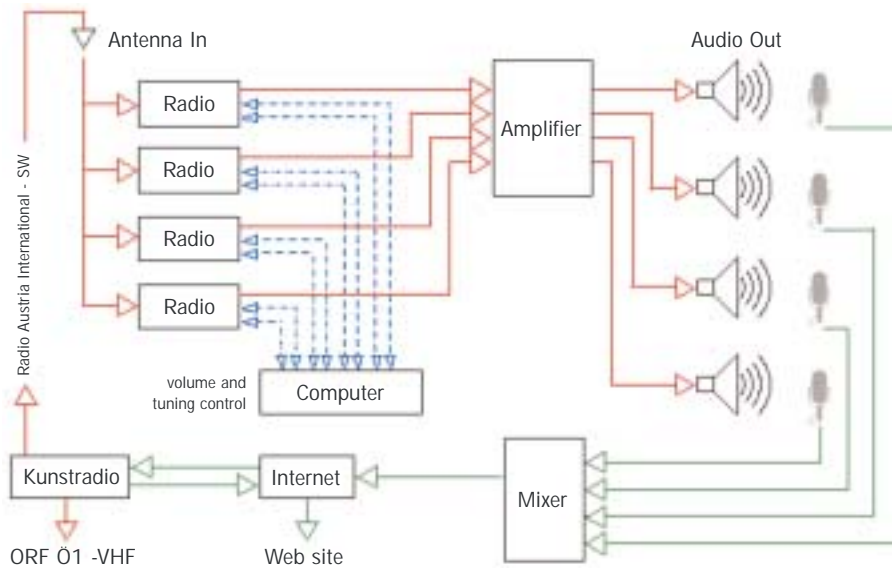 Antenna In
Audio Out
Radio
Radio
Radio
Radio
Amplifier
Radio Austria International - SW
volume and
tuning control
Computer
Kunstradio
Internet
Mixer
ORF Ö1 -VHF
Web site